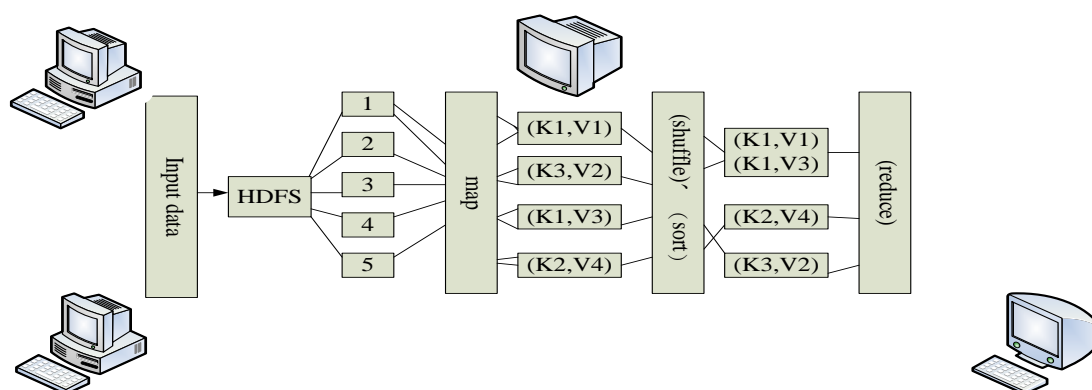 Input data
HDFS
1
2
3
4
5
map
(K1,V1)
(K3,V2)
(K1,V3)
(K2,V4)
(shuffle)、(sort)
(K1,V1)
(K1,V3)
(K2,V4)
(K3,V2)
(reduce)